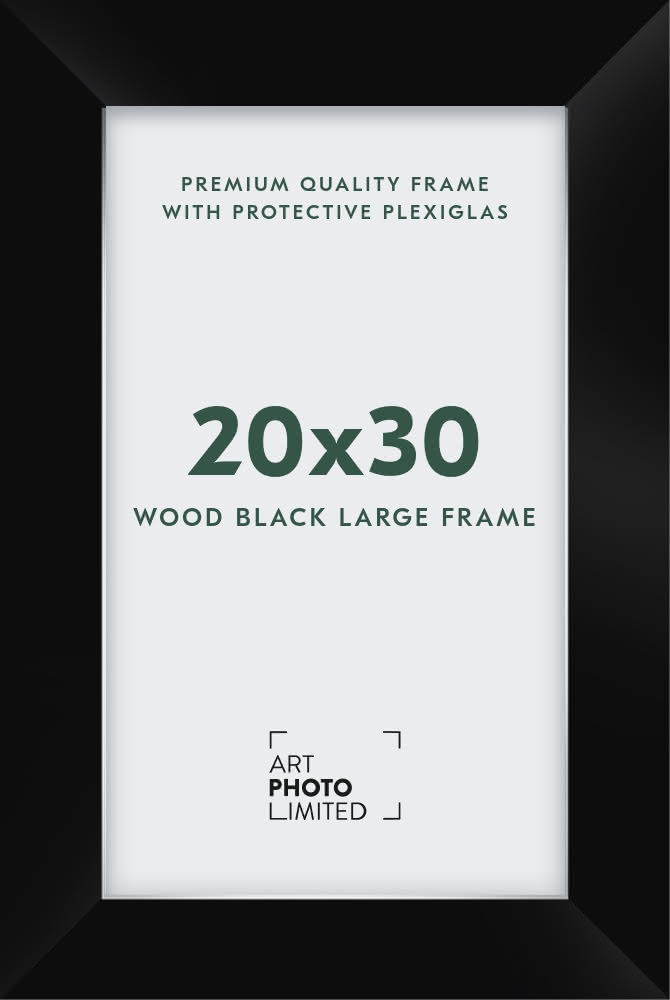 PREMIUM QUALITY FRAME
WITH PROTECTIVE PLEXIGLAS
20x30
WOOD BLACK LARGE FRAME
ART
PHOTO
LIMITED